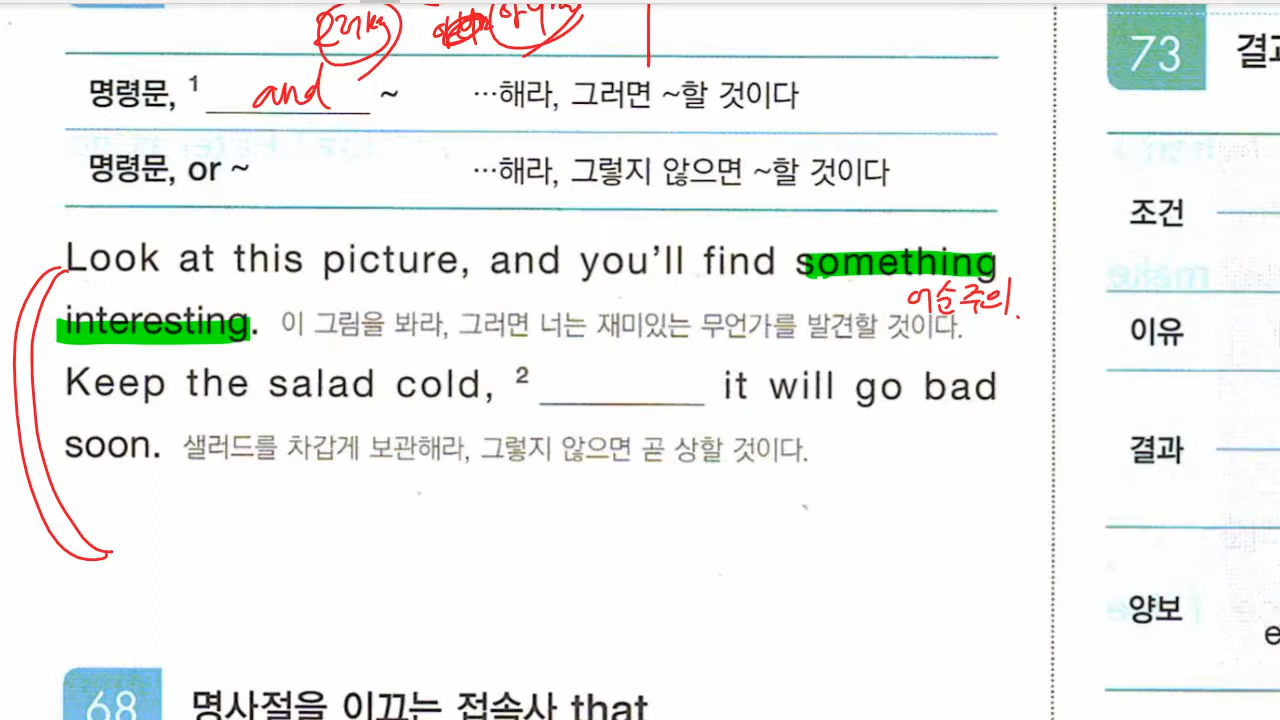 명령문, 1 and ~ …해라, 그러면 ~할 것이다
명령문, or ~ …해라, 그렇지 않으면 ~할 것이다
Look at this picture, and you'll find something
어순주의.
interesting. 이 그림을 봐라, 그러면 너는 재미있는 무언가를 발견할 것이다.
Keep the salad cold, 2 ________ it will go bad
soon. 샐러드를 차갑게 보관해라, 그렇지 않으면 곧 상할 것이다.
68 명사절을 이끄는 접속사 that
73
조건
이유
결과
양보